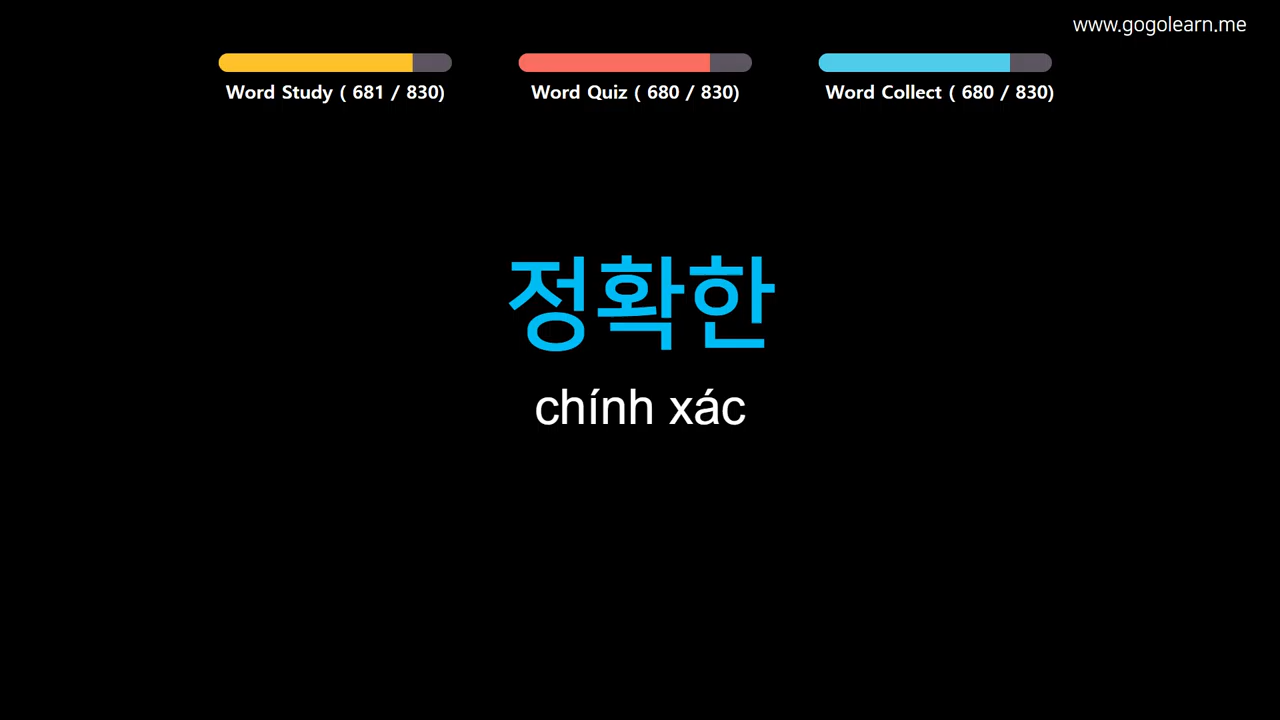 www.gogolearn.me
Word Study ( 681 / 830)
Word Quiz ( 680 / 830)
Word Collect ( 680 / 830)
정확한
chính xác